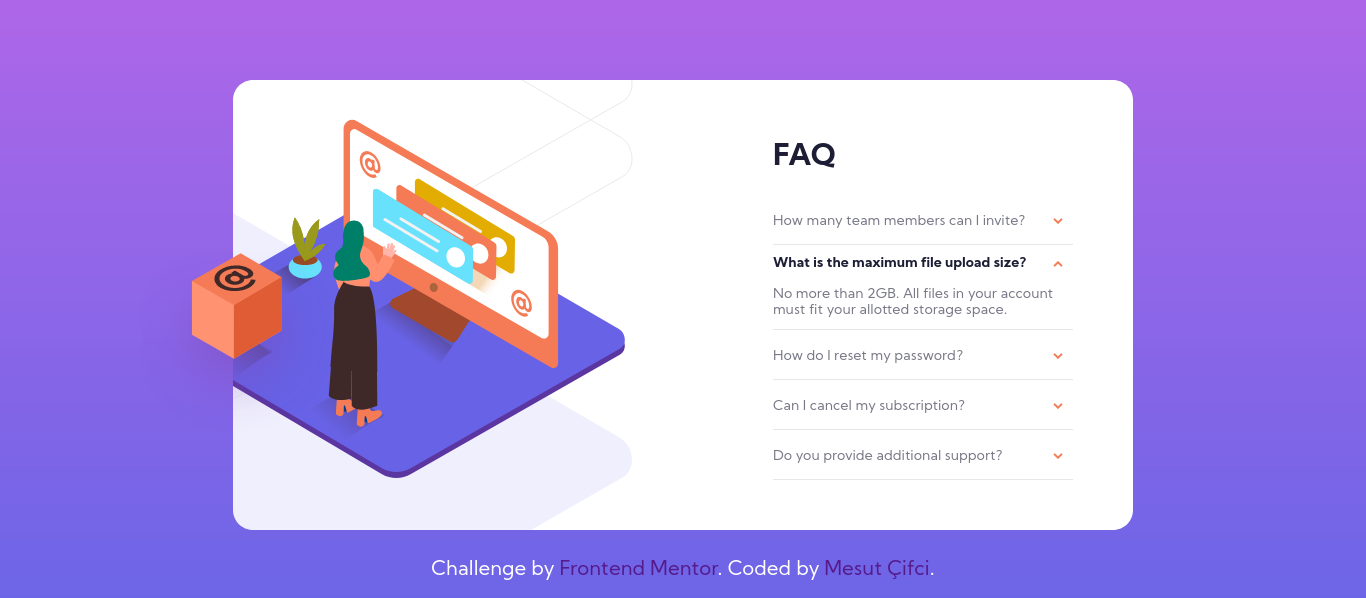 @
@
@
FAQ
How many team members can I invite?
What is the maximum file upload size?
No more than 2GB. All files in your account
must fit your allotted storage space.
How do I reset my password?
Can I cancel my subscription?
Do you provide additional support?
Challenge by Frontend Mentor. Coded by Mesut Çifci.